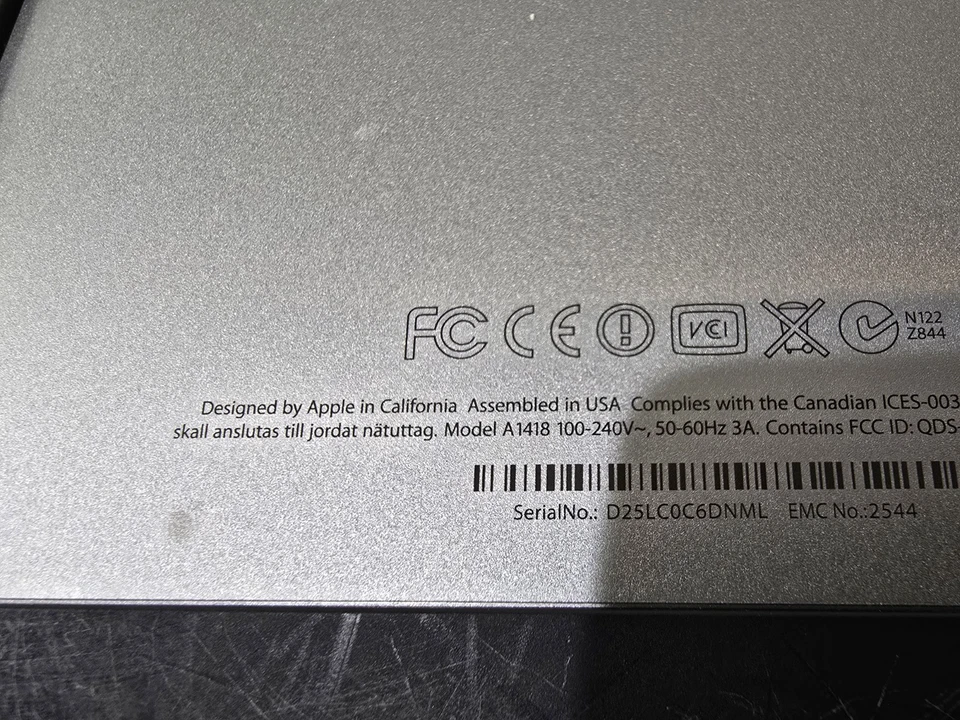 FC CE VCI N122
Z844
Designed by Apple in California Assembled in USA Complies with the Canadian ICES-003
skall anslutas till jordat nätuttag. Model A1418 100-240V~, 50-60Hz 3A. Contains FCC ID: QDS-
SerialNo.: D25LC0C6DNML EMC No.:2544